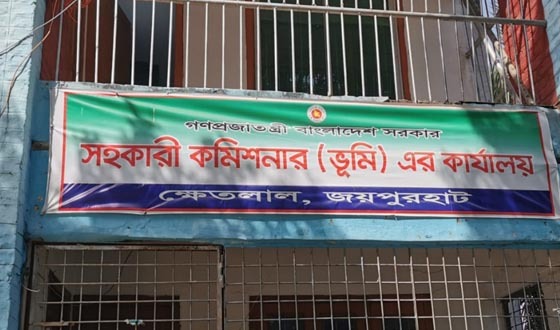 গণপ্রজাতন্ত্রী বাংলাদেশ সরকার
সহকারী কমিশনার (ভূমি) এর কার্যালয়
ক্ষেতলাল, জয়পুরহাট